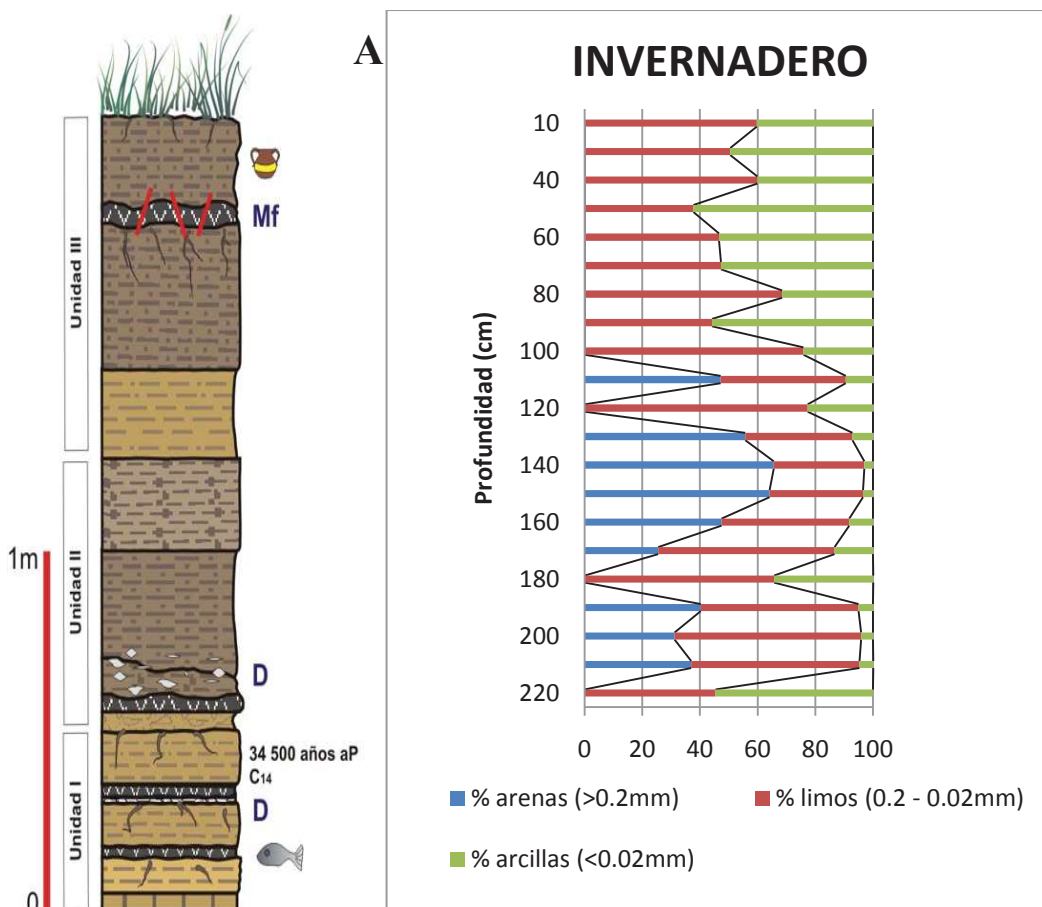 A
Unidad III
Mf
Unidad II
1m
D
34 500 años aP
C14
D
Unidad I
0
INVERNADERO
Profundidad (cm)
10
40
60
80
100
120
140
160
180
200
220
0 20 40 60 80 100
% arenas (>0.2mm)
% limos (0.2 - 0.02mm)
% arcillas (<0.02mm)